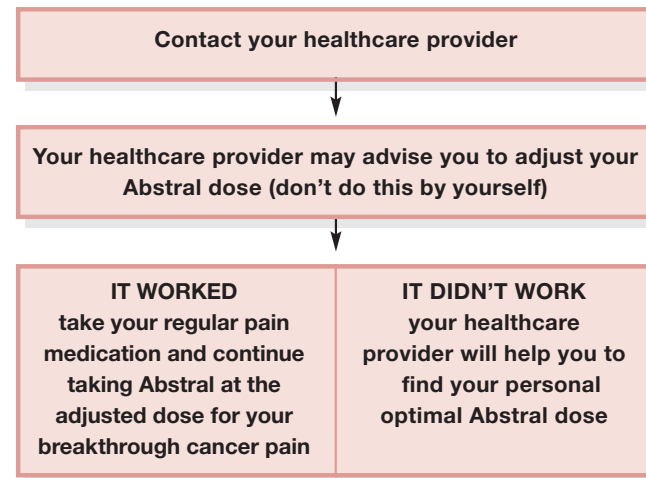 Contact your healthcare provider
Your healthcare provider may advise you to adjust your
Abstral dose (don’t do this by yourself)
IT WORKED
take your regular pain
medication and continue
taking Abstral at the
adjusted dose for your
breakthrough cancer pain
IT DIDN’T WORK
your healthcare
provider will help you to
find your personal
optimal Abstral dose